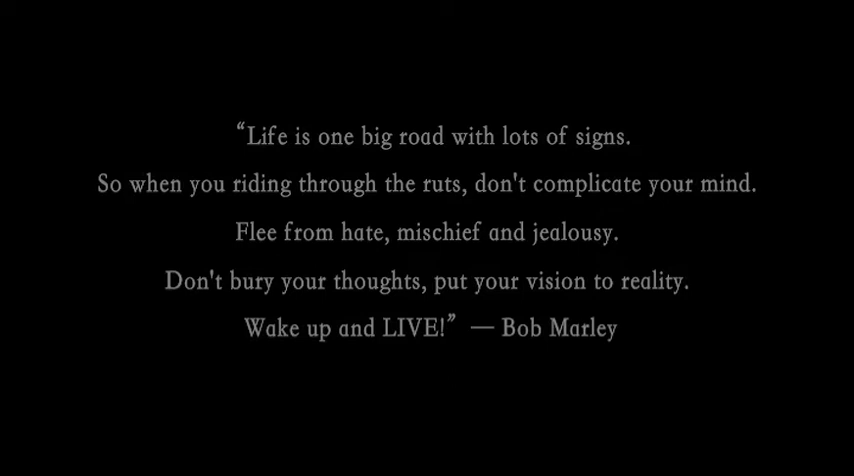 “Life is one big road with lots of signs.
So when you riding through the ruts, don't complicate your mind.
Flee from hate, mischief and jealousy.
Don't bury your thoughts, put your vision to reality.
Wake up and LIVE!” — Bob Marley